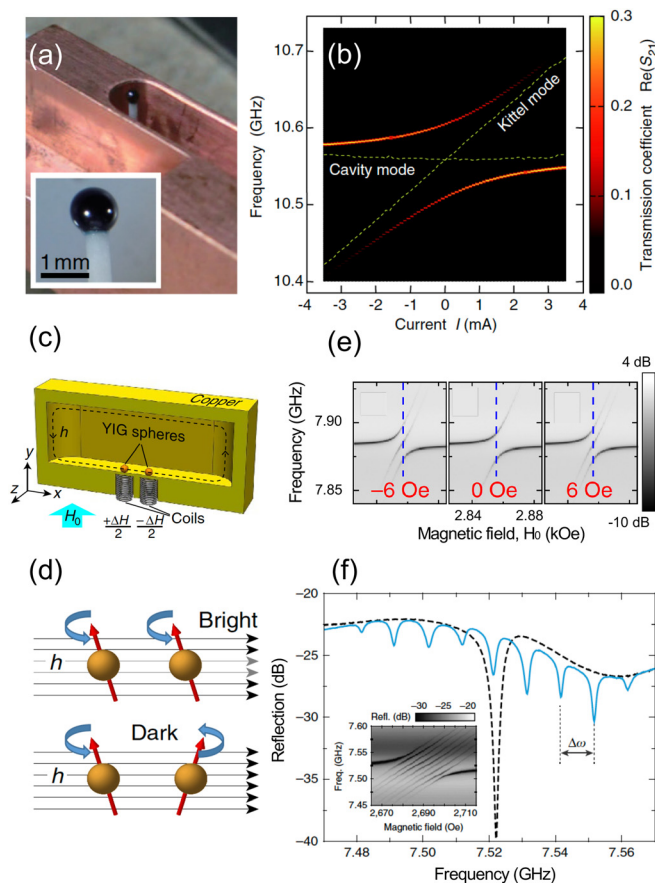 (a)
1 mm
(b)
Frequency (GHz)
10.7
10.6
10.5
10.4
-4
-3
-2
-1
0
1
2
3
4
Current I (mA)
Kittel mode
Cavity mode
0.3
0.2
0.1
0.0
Transmission coefficient Re(S21)
(c)
Copper
h
YIG spheres
y
z
x
H0
+ΔH/2
−ΔH/2
Coils
(e)
Frequency (GHz)
7.90
7.85
−6 Oe
0 Oe
6 Oe
2.84
2.88
Magnetic field, H0 (kOe)
4 dB
-10 dB
(d)
Bright
h
Dark
h
(f)
Reflection (dB)
−20
−25
−30
−35
−40
7.48
7.50
7.52
7.54
7.56
Frequency (GHz)
Δω
Refl. (dB)
−30
−20
Freq. (GHz)
7.60
7.55
7.50
7.45
2,670
2,690
2,710
Magnetic field (Oe)